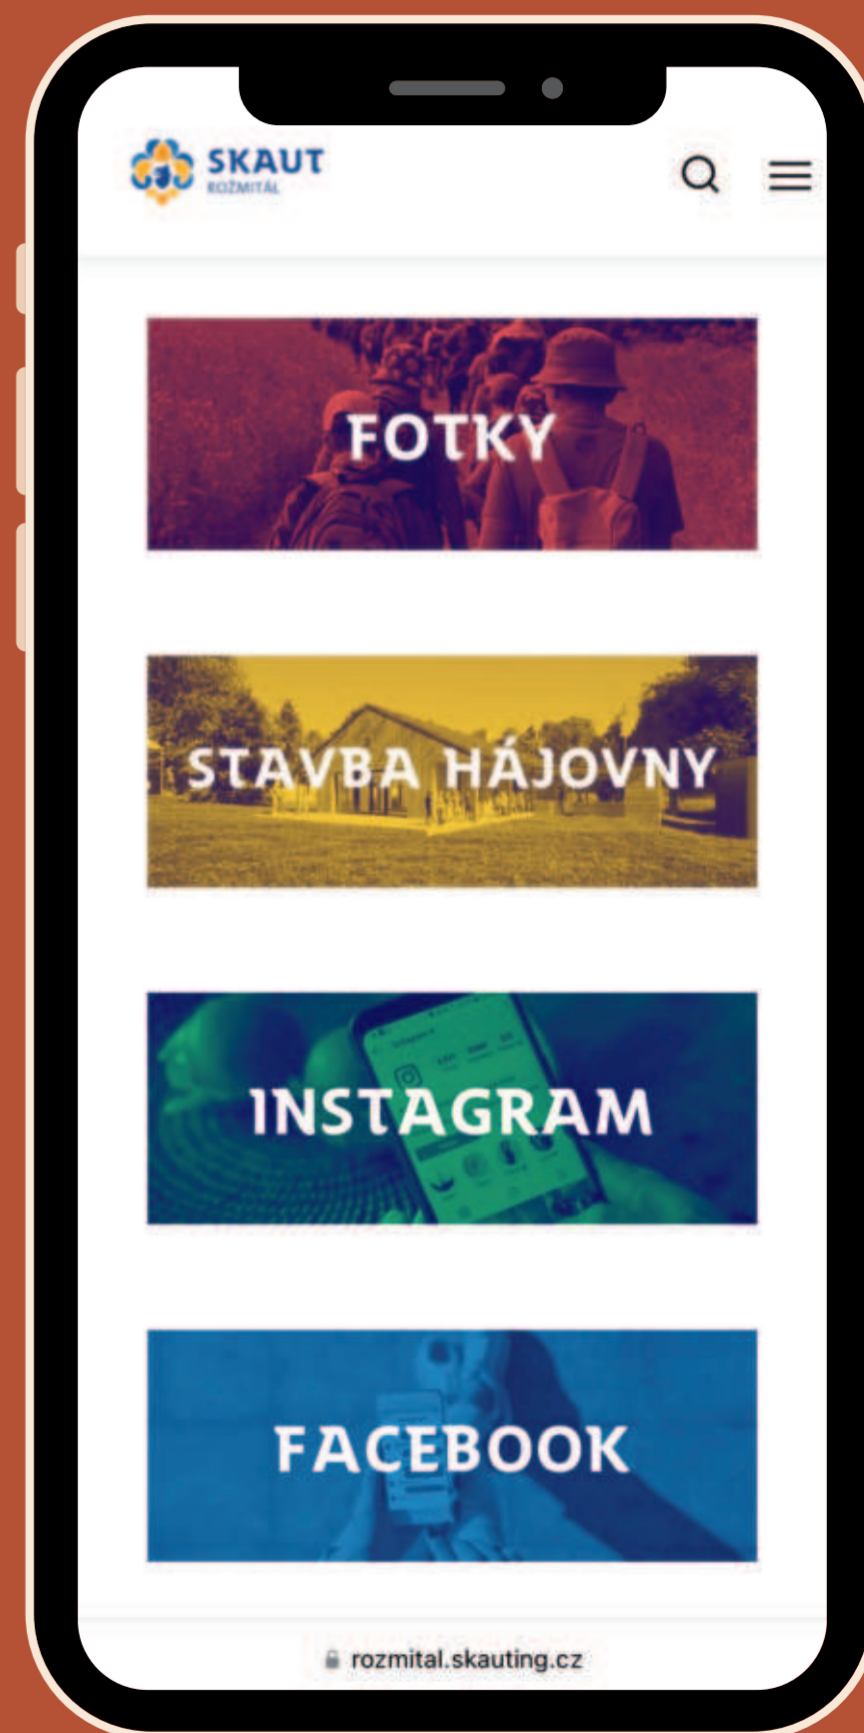 SKAUT
ROŽMITÁL
FOTKY
STAVBA HÁJOVNY
INSTAGRAM
FACEBOOK
rozmital.skauting.cz